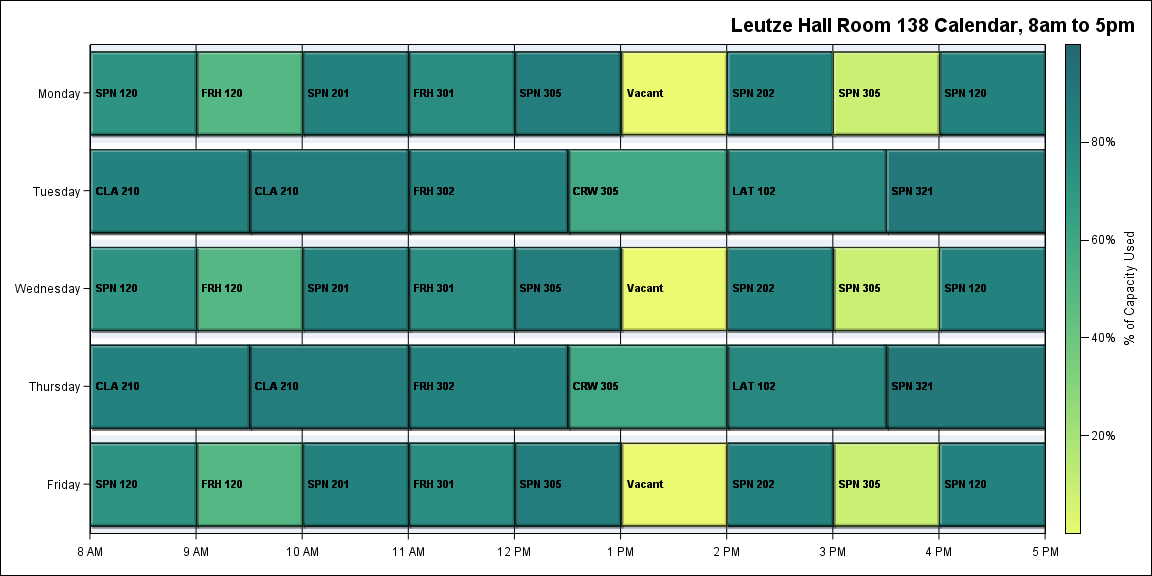 Leutze Hall Room 138 Calendar, 8am to 5pm
Monday
SPN 120
FRH 120
SPN 201
FRH 301
SPN 305
Vacant
SPN 202
SPN 305
SPN 120
Tuesday
CLA 210
CLA 210
FRH 302
CRW 305
LAT 102
SPN 321
Wednesday
SPN 120
FRH 120
SPN 201
FRH 301
SPN 305
Vacant
SPN 202
SPN 305
SPN 120
Thursday
CLA 210
CLA 210
FRH 302
CRW 305
LAT 102
SPN 321
Friday
SPN 120
FRH 120
SPN 201
FRH 301
SPN 305
Vacant
SPN 202
SPN 305
SPN 120
8 AM
9 AM
10 AM
11 AM
12 PM
1 PM
2 PM
3 PM
4 PM
5 PM
80%
60%
40%
20%
% of Capacity Used